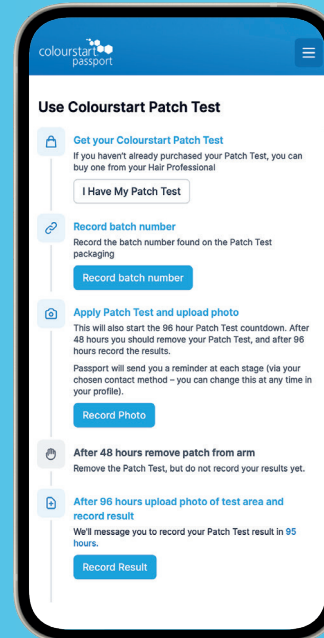 colourstart
passport
Use Colourstart Patch Test
Get your Colourstart Patch Test
If you haven't already purchased your Patch Test, you can
buy one from your Hair Professional
I Have My Patch Test
Record batch number
Record the batch number found on the Patch Test
packaging
Record batch number
Apply Patch Test and upload photo
This will also start the 96 hour Patch Test countdown. After
48 hours you should remove your Patch Test, and after 96
hours record the results.
Passport will send you a reminder at each stage (via your
chosen contact method – you can change this at any time in
your profile).
Record Photo
After 48 hours remove patch from arm
Remove the Patch Test, but do not record your results yet.
After 96 hours upload photo of test area and
record result
We'll message you to record your Patch Test result in 95
hours.
Record Result